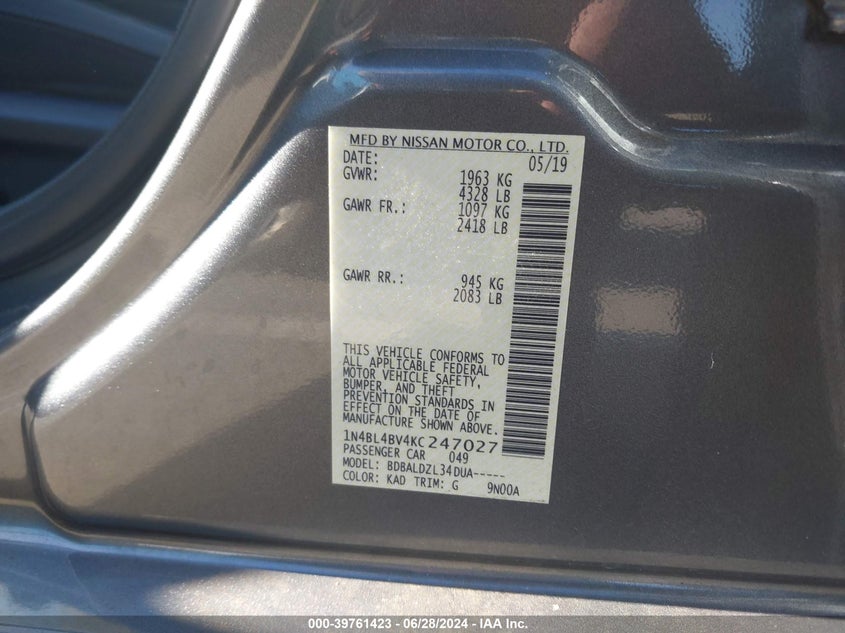 MFD BY NISSAN MOTOR CO., LTD.
DATE: 05/19
GVWR: 1963 KG
4328 LB
GAWR FR.: 1097 KG
2418 LB
GAWR RR.: 945 KG
2083 LB
THIS VEHICLE CONFORMS TO
ALL APPLICABLE FEDERAL
MOTOR VEHICLE SAFETY,
BUMPER, AND THEFT
PREVENTION STANDARDS IN
EFFECT ON THE DATE OF
MANUFACTURE SHOWN ABOVE.
1N4BL4BV4KC247027
PASSENGER CAR 049
MODEL: BDBALDZL34DUA-----
COLOR: KAD TRIM: G 9N00A
000-39761423 - 06/28/2024 - IAA Inc.